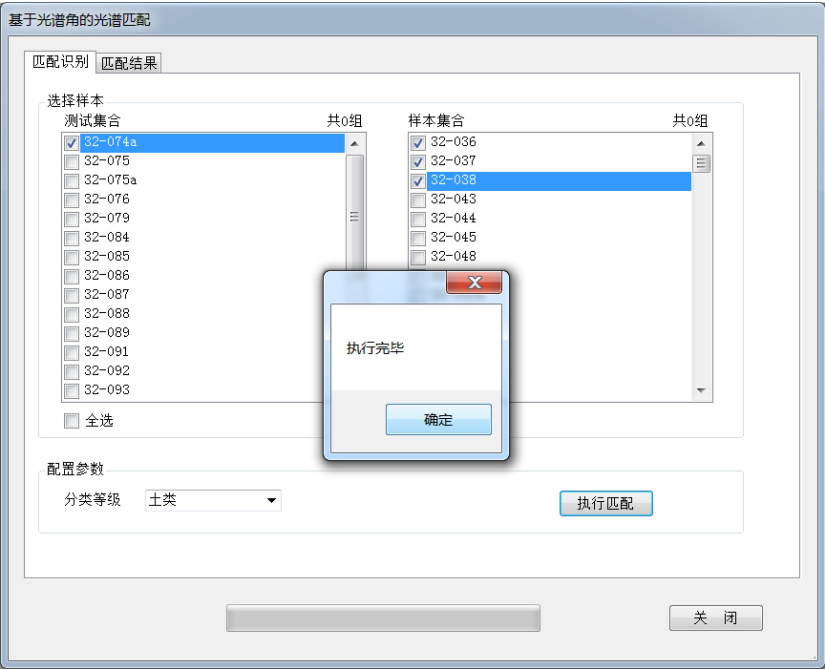 基于光谱角的光谱匹配
匹配识别 匹配结果
选择样本
测试集合 共0组 样本集合 共0组
32-074a 32-036
32-075 32-037
32-075a 32-038
32-076 32-043
32-079 32-044
32-084 32-045
32-085 32-048
32-086
32-087
32-088
32-089
32-091
32-092
32-093
执行完毕
确定
全选
配置参数
分类等级 土类 执行匹配
关 闭